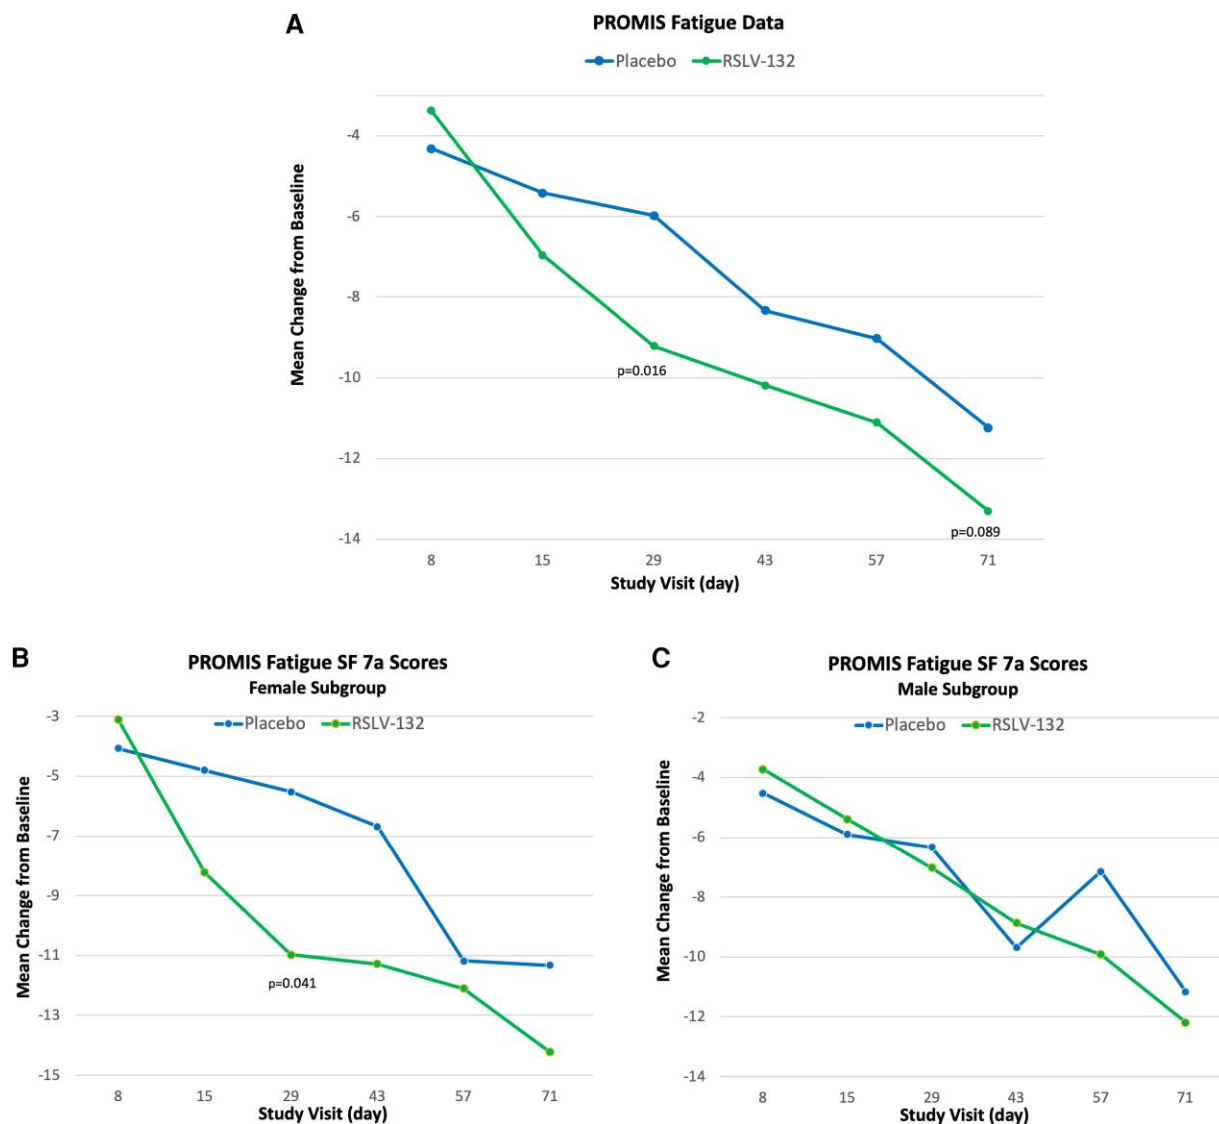 A
PROMIS Fatigue Data
Placebo RSLV-132
Mean Change from Baseline
-4
-6
-8
-10
-12
-14
p=0.016
p=0.089
8 15 29 43 57 71
Study Visit (day)
B
PROMIS Fatigue SF 7a Scores
Female Subgroup
Placebo RSLV-132
Mean Change from Baseline
-3
-5
-7
-9
-11
-13
-15
p=0.041
8 15 29 43 57 71
Study Visit (day)
C
PROMIS Fatigue SF 7a Scores
Male Subgroup
Placebo RSLV-132
Mean Change from Baseline
-2
-4
-6
-8
-10
-12
-14
8 15 29 43 57 71
Study Visit (day)